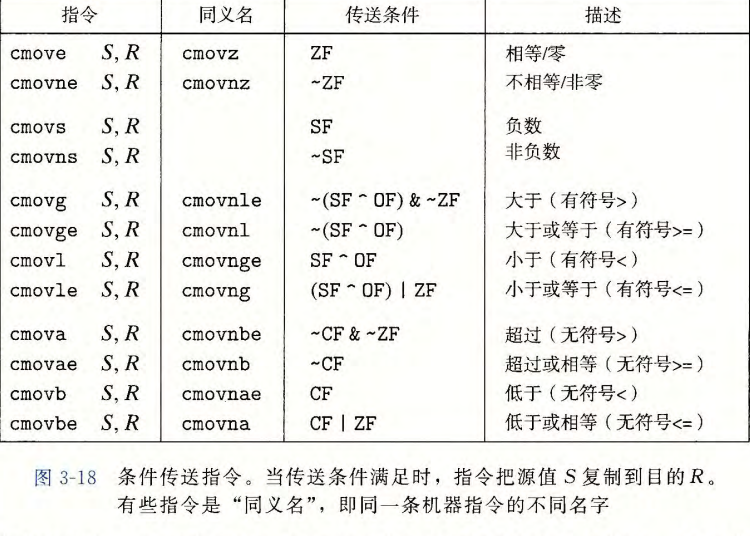 指令 同义名 传送条件 描述
cmove S, R cmovz ZF 相等/零
cmovne S, R cmovnz ~ZF 不相等/非零
cmovs S, R SF 负数
cmovns S, R ~SF 非负数
cmovg S, R cmovnle ~(SF ^ OF) & ~ZF 大于（有符号>）
cmovge S, R cmovnl ~(SF ^ OF) 大于或等于（有符号>=）
cmovl S, R cmovnge SF ^ OF 小于（有符号<）
cmovle S, R cmovng (SF ^ OF) | ZF 小于或等于（有符号<=）
cmova S, R cmovnbe ~CF & ~ZF 超过（无符号>）
cmovae S, R cmovnb ~CF 超过或相等（无符号>=）
cmovb S, R cmovnae CF 低于（无符号<）
cmovbe S, R cmovna CF | ZF 低于或相等（无符号<=）
图 3-18 条件传送指令。当传送条件满足时，指令把源值 S 复制到目的 R。
有些指令是“同义名”，即同一条机器指令的不同名字